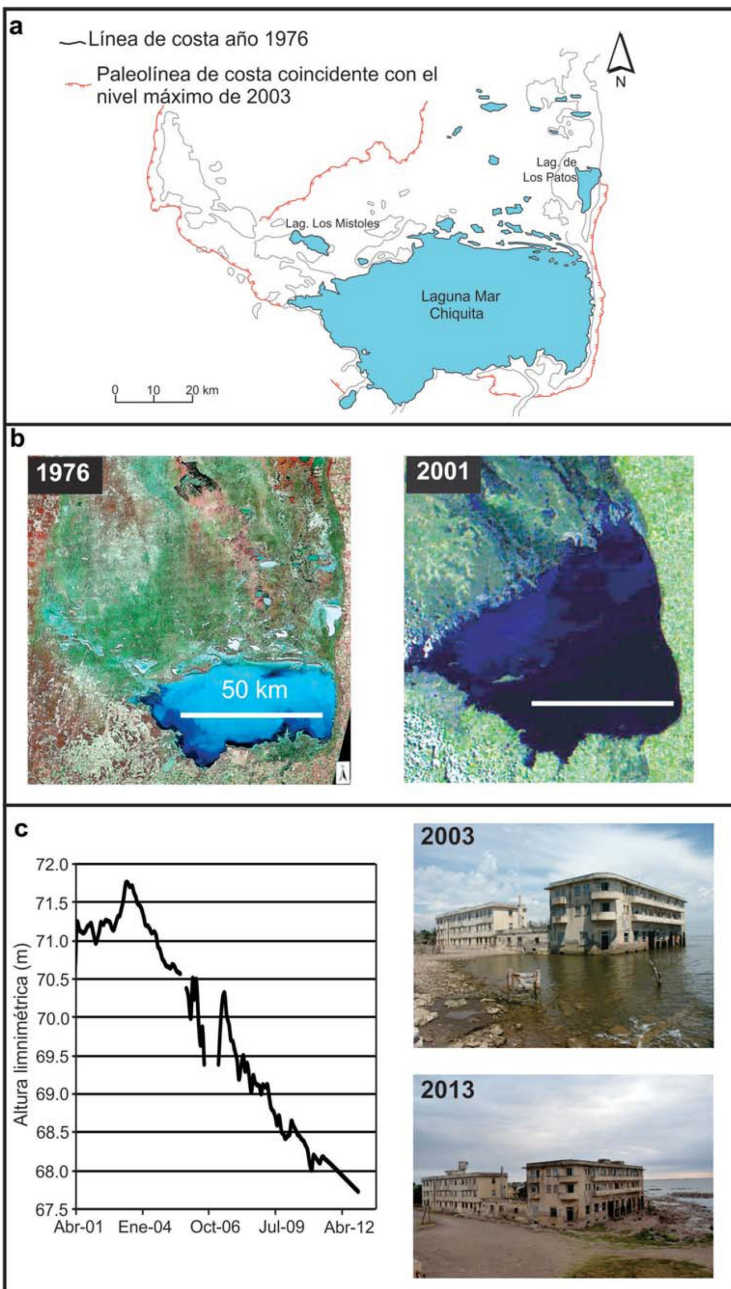 a
Línea de costa año 1976
Paleolínea de costa coincidente con el
nivel máximo de 2003
N
Lag. de
Los Patos
Lag. Los Mistoles
Laguna Mar
Chiquita
0 10 20 km
b
1976
2001
50 km
c
2003
72.0
71.5
71.0
70.5
70.0
69.5
69.0
68.5
68.0
67.5
Altura limnimétrica (m)
Abr-01 Ene-04 Oct-06 Jul-09 Abr-12
2013